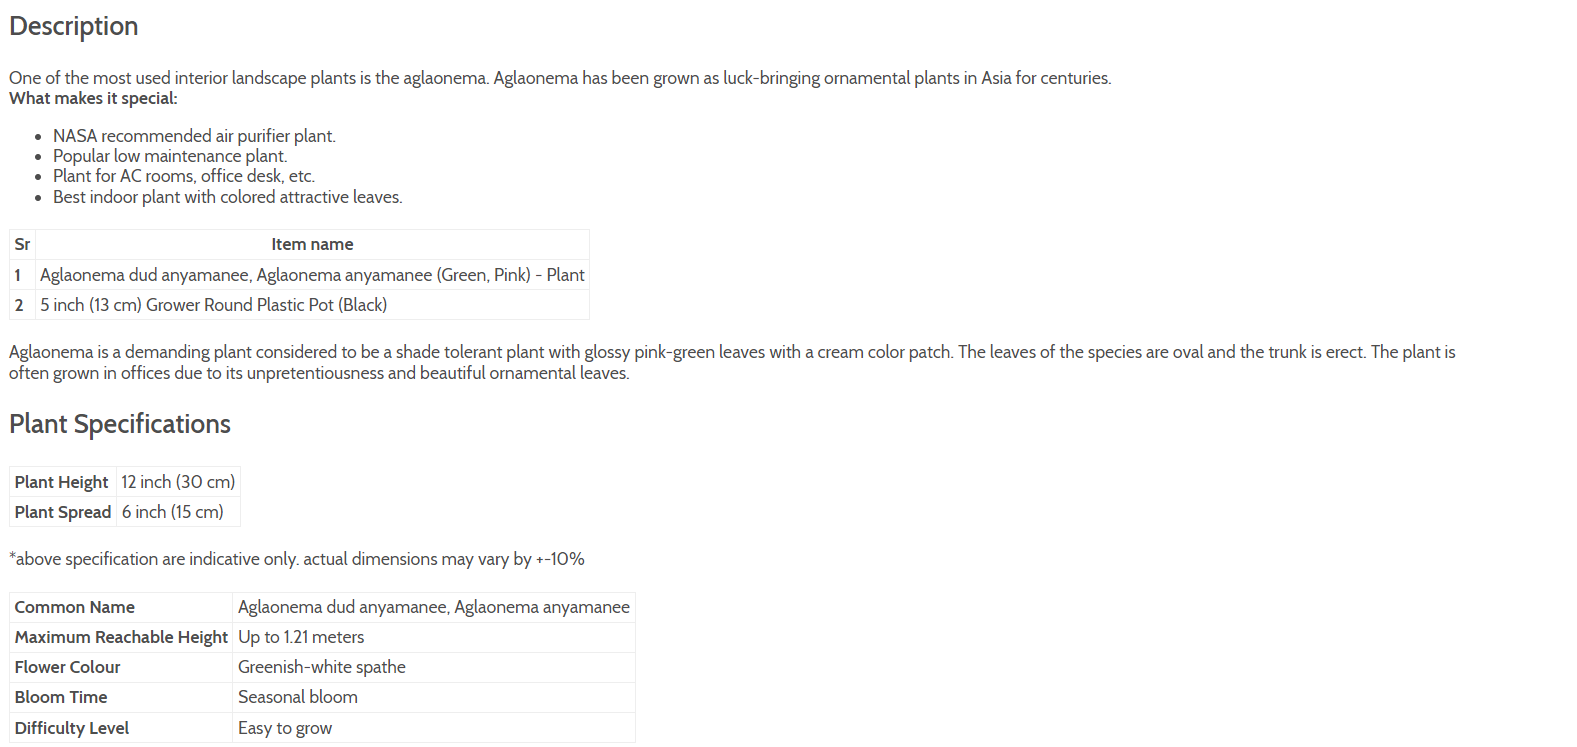 Description
One of the most used interior landscape plants is the aglaonema. Aglaonema has been grown as luck-bringing ornamental plants in Asia for centuries.
What makes it special:
• NASA recommended air purifier plant.
• Popular low maintenance plant.
• Plant for AC rooms, office desk, etc.
• Best indoor plant with colored attractive leaves.
Sr Item name
1 Aglaonema dud anyamanee, Aglaonema anyamanee (Green, Pink) - Plant
2 5 inch (13 cm) Grower Round Plastic Pot (Black)
Aglaonema is a demanding plant considered to be a shade tolerant plant with glossy pink-green leaves with a cream color patch. The leaves of the species are oval and the trunk is erect. The plant is
often grown in offices due to its unpretentiousness and beautiful ornamental leaves.
Plant Specifications
Plant Height 12 inch (30 cm)
Plant Spread 6 inch (15 cm)
*above specification are indicative only. actual dimensions may vary by +-10%
Common Name Aglaonema dud anyamanee, Aglaonema anyamanee
Maximum Reachable Height Up to 1.21 meters
Flower Colour Greenish-white spathe
Bloom Time Seasonal bloom
Difficulty Level Easy to grow